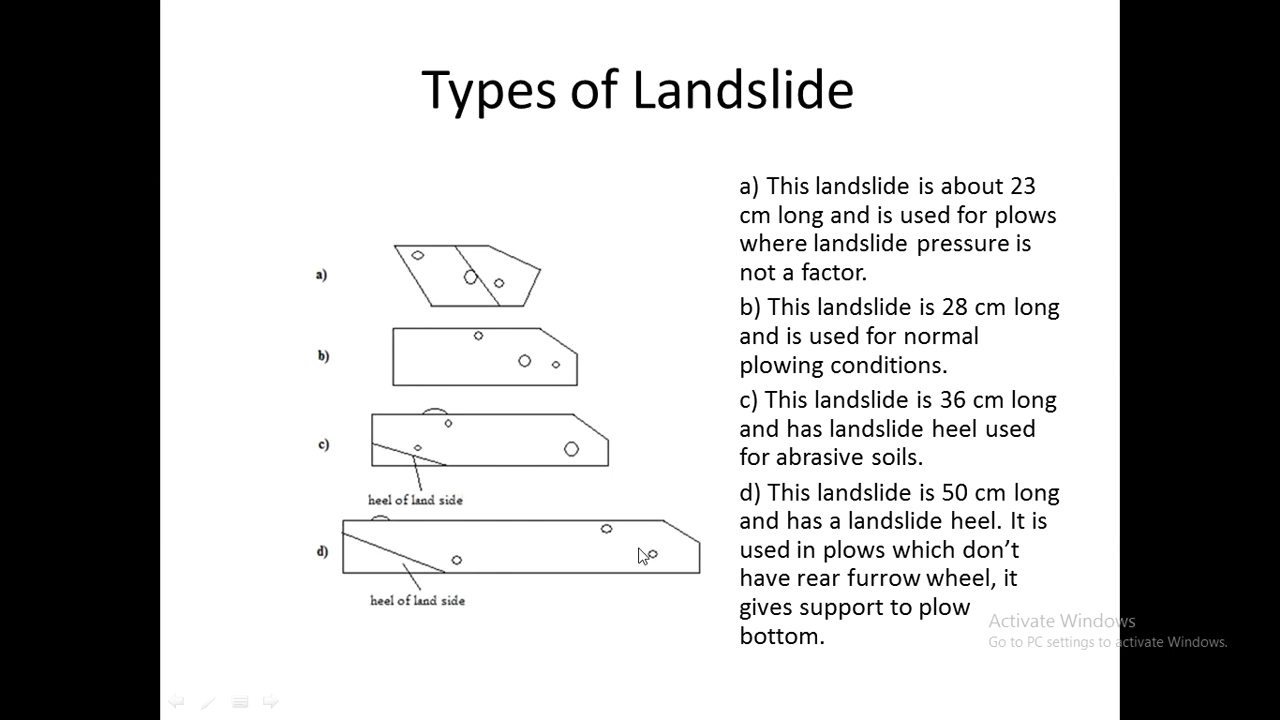 Types of Landslide
a)
b)
c)
heel of land side
d)
heel of land side
a) This landslide is about 23
cm long and is used for plows
where landslide pressure is
not a factor.
b) This landslide is 28 cm long
and is used for normal
plowing conditions.
c) This landslide is 36 cm long
and has landslide heel used
for abrasive soils.
d) This landslide is 50 cm long
and has a landslide heel. It is
used in plows which don’t
have rear furrow wheel, it
gives support to plow
bottom.
Activate Windows
Go to PC settings to activate Windows.